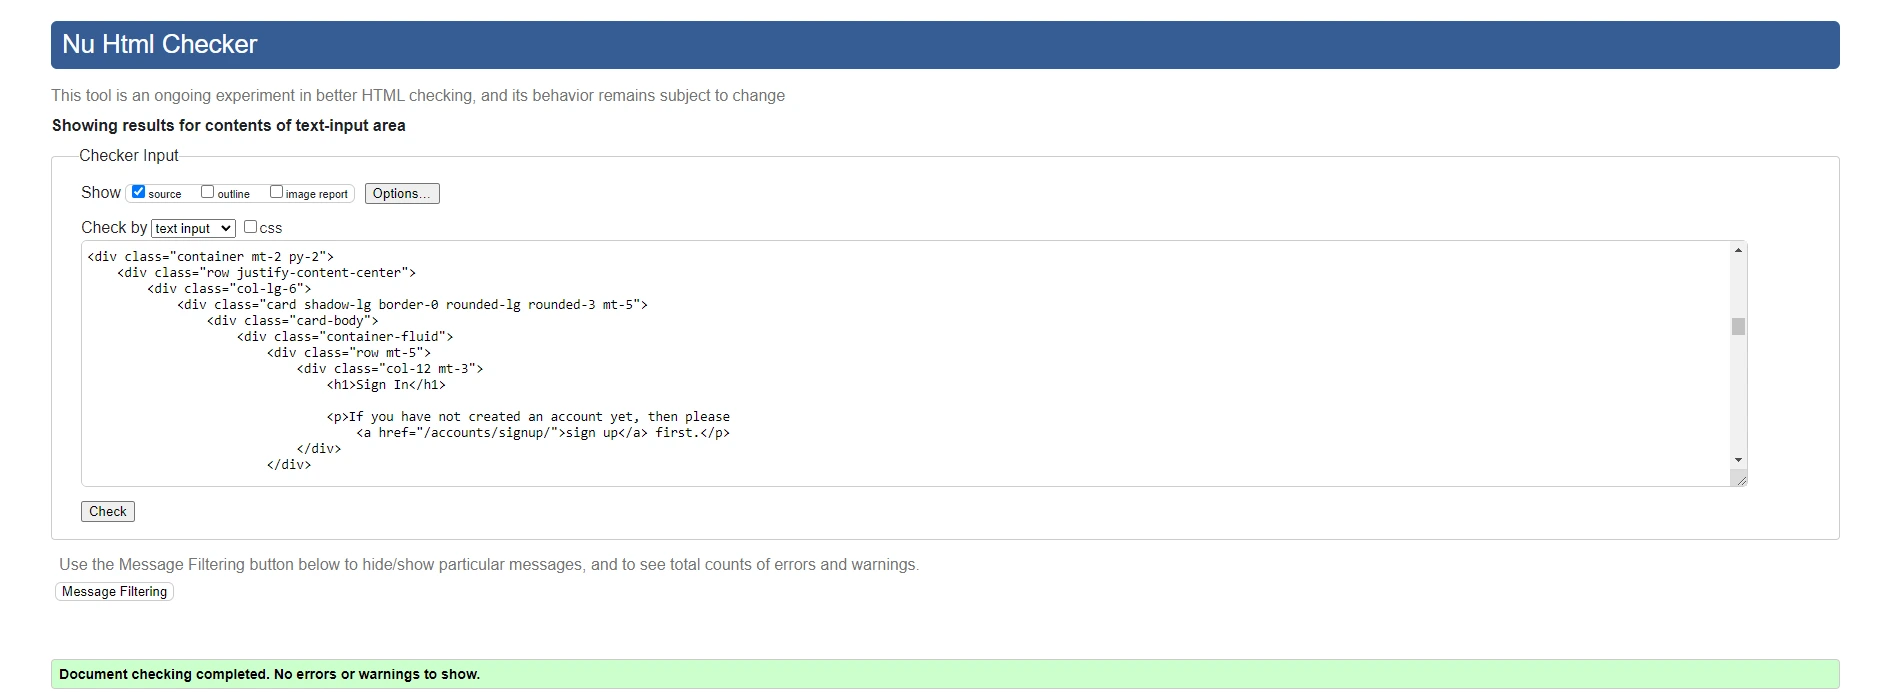 Nu Html Checker
This tool is an ongoing experiment in better HTML checking, and its behavior remains subject to change
Showing results for contents of text-input area
Checker Input
Show source outline image report Options...
Check by text input css
<div class="container mt-2 py-2">
<div class="row justify-content-center">
<div class="col-lg-6">
<div class="card shadow-lg border-0 rounded-lg rounded-3 mt-5">
<div class="card-body">
<div class="container-fluid">
<div class="row mt-5">
<div class="col-12 mt-3">
<h1>Sign In</h1>
<p>If you have not created an account yet, then please
<a href="/accounts/signup/">sign up</a> first.</p>
</div>
</div>
Check
Use the Message Filtering button below to hide/show particular messages, and to see total counts of errors and warnings.
Message Filtering
Document checking completed. No errors or warnings to show.